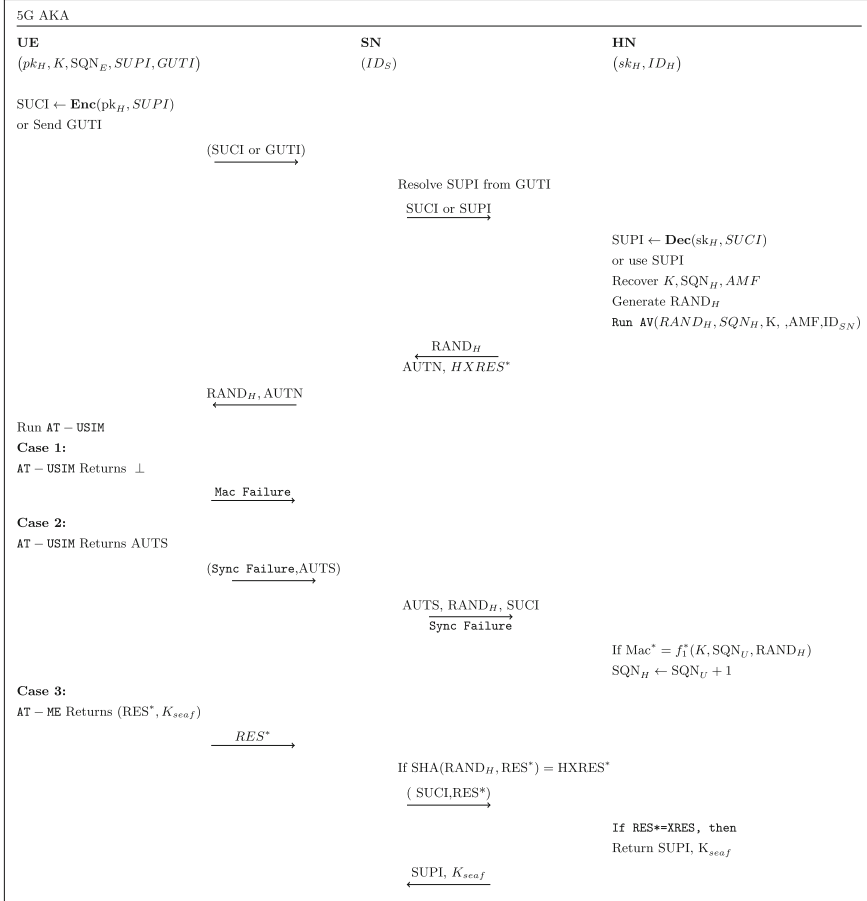 5G AKA
UE SN HN
(pk_H, K, SQN_E, SUPI, GUTI) (ID_S) (sk_H, ID_H)
SUCI ← Enc(pk_H, SUPI)
or Send GUTI
(SUCI or GUTI)
Resolve SUPI from GUTI
SUCI or SUPI
SUPI ← Dec(sk_H, SUCI)
or use SUPI
Recover K, SQN_H, AMF
Generate RAND_H
Run AV(RAND_H, SQN_H, K, ,AMF,ID_SN)
RAND_H
AUTN, HXRES*
RAND_H, AUTN
Run AT − USIM
Case 1:
AT − USIM Returns ⊥
Mac Failure
Case 2:
AT − USIM Returns AUTS
(Sync Failure,AUTS)
AUTS, RAND_H, SUCI
Sync Failure
If Mac* = f_1^*(K, SQN_U, RAND_H)
SQN_H ← SQN_U + 1
Case 3:
AT − ME Returns (RES*, K_seaf)
RES*
If SHA(RAND_H, RES*) = HXRES*
( SUCI,RES*)
If RES*=XRES, then
Return SUPI, K_seaf
SUPI, K_seaf